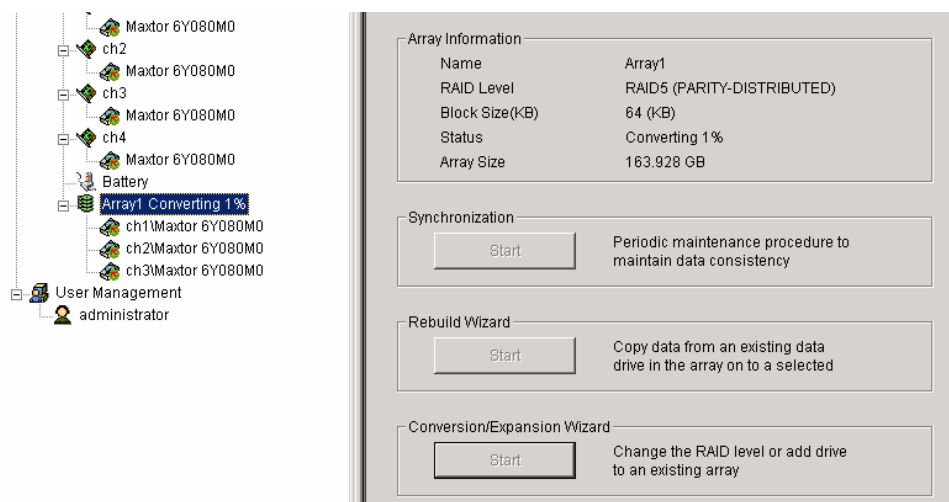 Maxtor 6Y080M0
ch2
Maxtor 6Y080M0
ch3
Maxtor 6Y080M0
ch4
Maxtor 6Y080M0
Battery
Array1 Converting 1%
ch1\Maxtor 6Y080M0
ch2\Maxtor 6Y080M0
ch3\Maxtor 6Y080M0
User Management
administrator
Array Information
Name Array1
RAID Level RAID5 (PARITY-DISTRIBUTED)
Block Size(KB) 64 (KB)
Status Converting 1%
Array Size 163.928 GB
Synchronization
Start
Periodic maintenance procedure to
maintain data consistency
Rebuild Wizard
Start
Copy data from an existing data
drive in the array on to a selected
Conversion/Expansion Wizard
Start
Change the RAID level or add drive
to an existing array